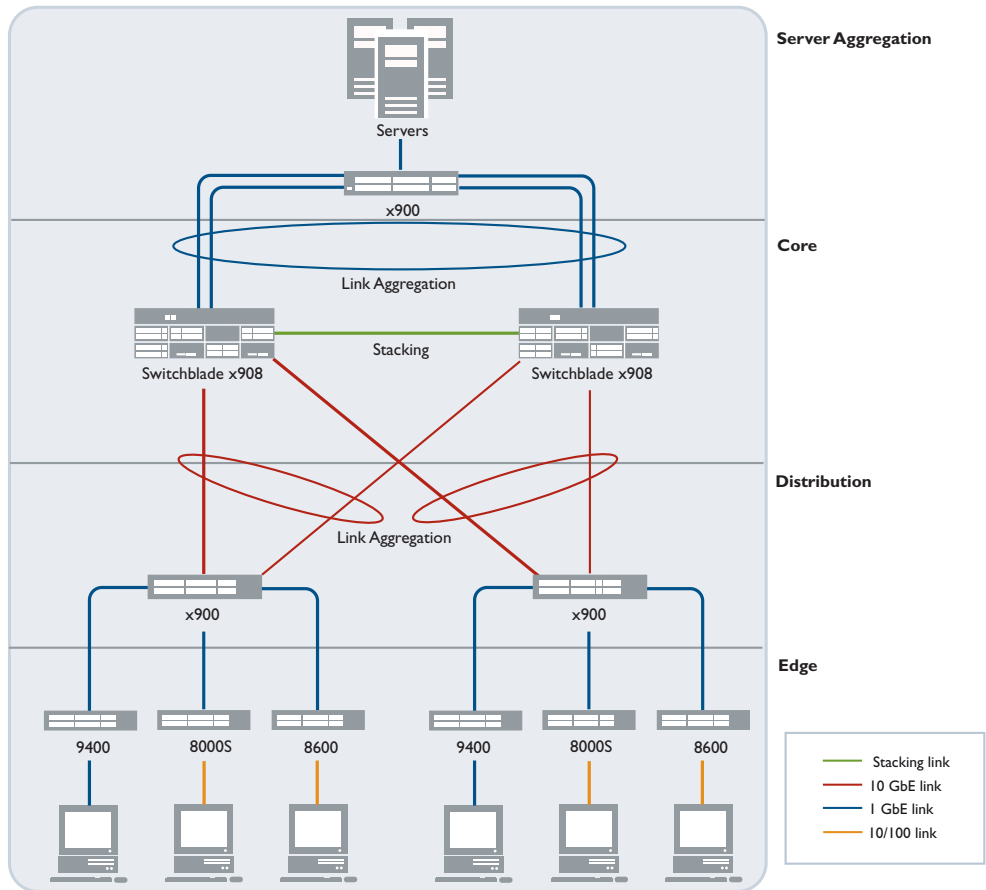 Server Aggregation
Servers
x900
Core
Link Aggregation
Stacking
Switchblade x908
Switchblade x908
Distribution
Link Aggregation
x900
x900
Edge
9400
8000S
8600
9400
8000S
8600
Stacking link
10 GbE link
1 GbE link
10/100 link